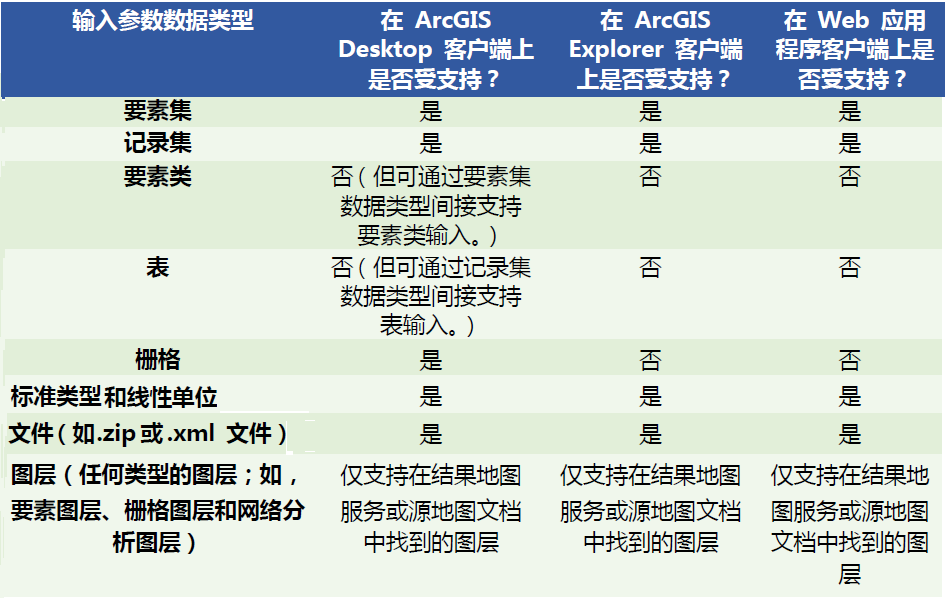 输入参数数据类型
在 ArcGIS Desktop 客户端上是否受支持？
在 ArcGIS Explorer 客户端上是否受支持？
在 Web 应用程序客户端上是否受支持？
要素集 是 是 是
记录集 是 是 是
要素类 否（但可通过要素集 否 否
数据类型间接支持
要素类输入。)
表 否（但可通过记录集 否 否
数据类型间接支持
表输入。)
栅格 是 否 否
标准类型和线性单位 是 是 是
文件（如.zip或.xml 文件） 是 是 是
图层（任何类型的图层；如， 仅支持在结果地图 仅支持在结果地图 仅支持在结果地
要素图层、栅格图层和网络分 服务或源地图文档 服务或源地图文档 图服务或源地图
析图层） 中找到的图层 中找到的图层 文档中找到的图
层